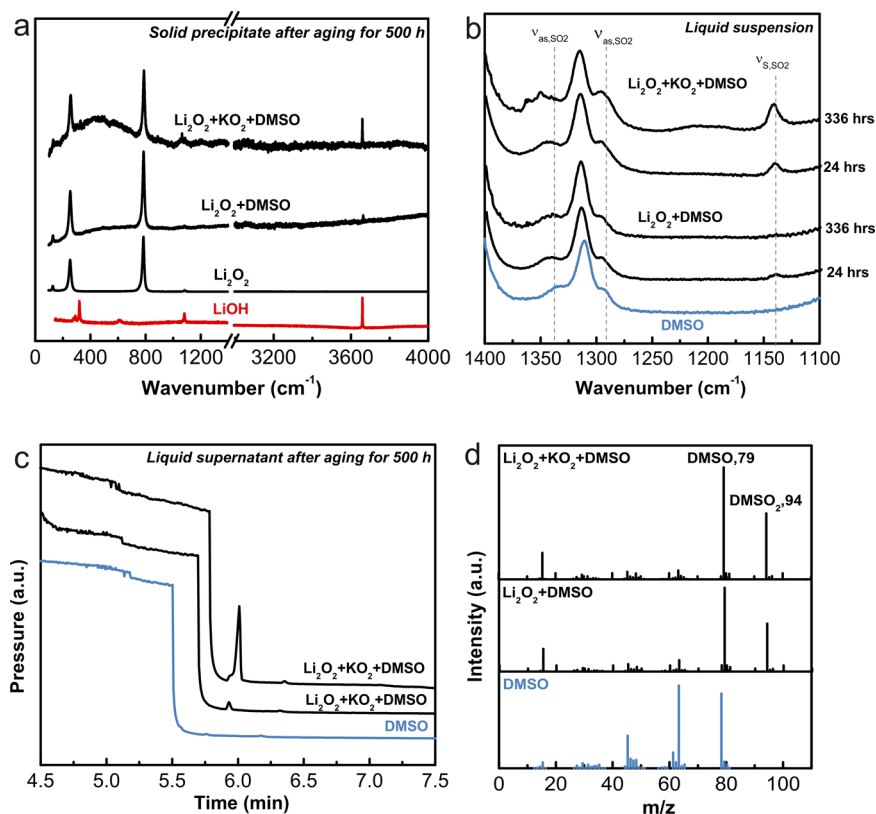 a
Solid precipitate after aging for 500 h
Li₂O₂+KO₂+DMSO
Li₂O₂+DMSO
Li₂O₂
LiOH
0 400 800 1200 3600 4000
Wavenumber (cm⁻¹)
b
Liquid suspension
ν_as,SO2 ν_as,SO2 ν_S,SO2
Li₂O₂+KO₂+DMSO
336 hrs
24 hrs
Li₂O₂+DMSO
336 hrs
24 hrs
DMSO
1400 1350 1300 1250 1200 1150 1100
Wavenumber (cm⁻¹)
c
Liquid supernatant after aging for 500 h
Pressure (a.u.)
Li₂O₂+KO₂+DMSO
Li₂O₂+KO₂+DMSO
DMSO
4.5 5.0 5.5 6.0 6.5 7.0 7.5
Time (min)
d
Intensity (a.u.)
Li₂O₂+KO₂+DMSO
DMSO,79
DMSO₂,94
Li₂O₂+DMSO
DMSO
0 20 40 60 80 100
m/z